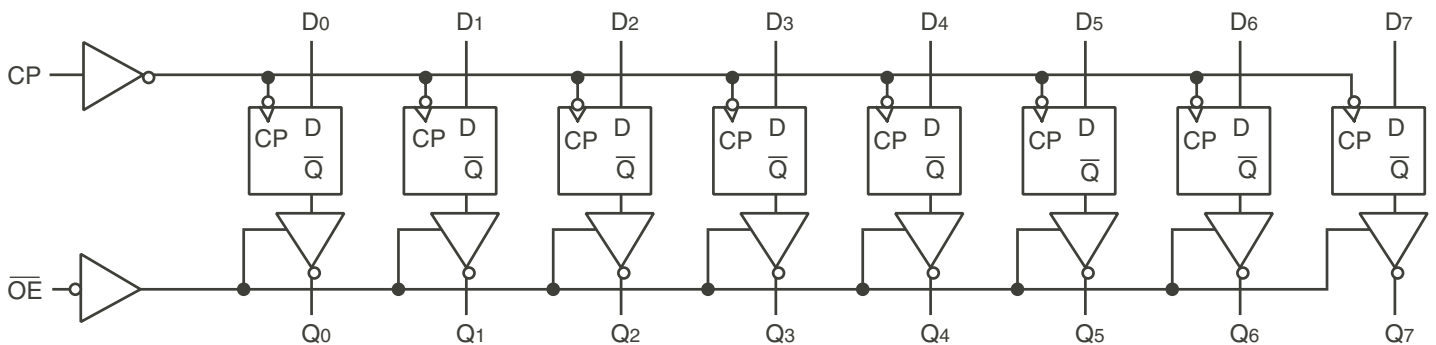 D0 D1 D2 D3 D4 D5 D6 D7
CP
CP D CP D CP D CP D CP D CP D CP D CP D
Q̅ Q̅ Q̅ Q̅ Q̅ Q̅ Q̅ Q̅
O̅E̅
Q0 Q1 Q2 Q3 Q4 Q5 Q6 Q7